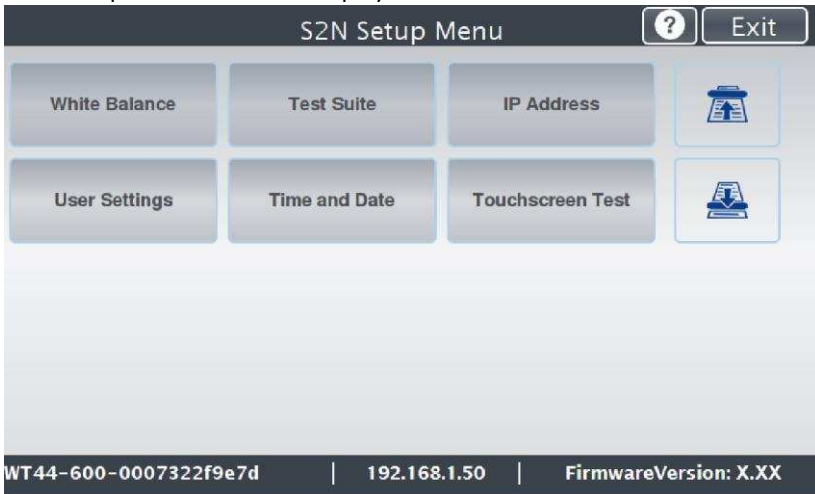 S2N Setup Menu ? Exit
White Balance Test Suite IP Address
User Settings Time and Date Touchscreen Test
WT44-600-0007322f9e7d | 192.168.1.50 | FirmwareVersion: X.XX